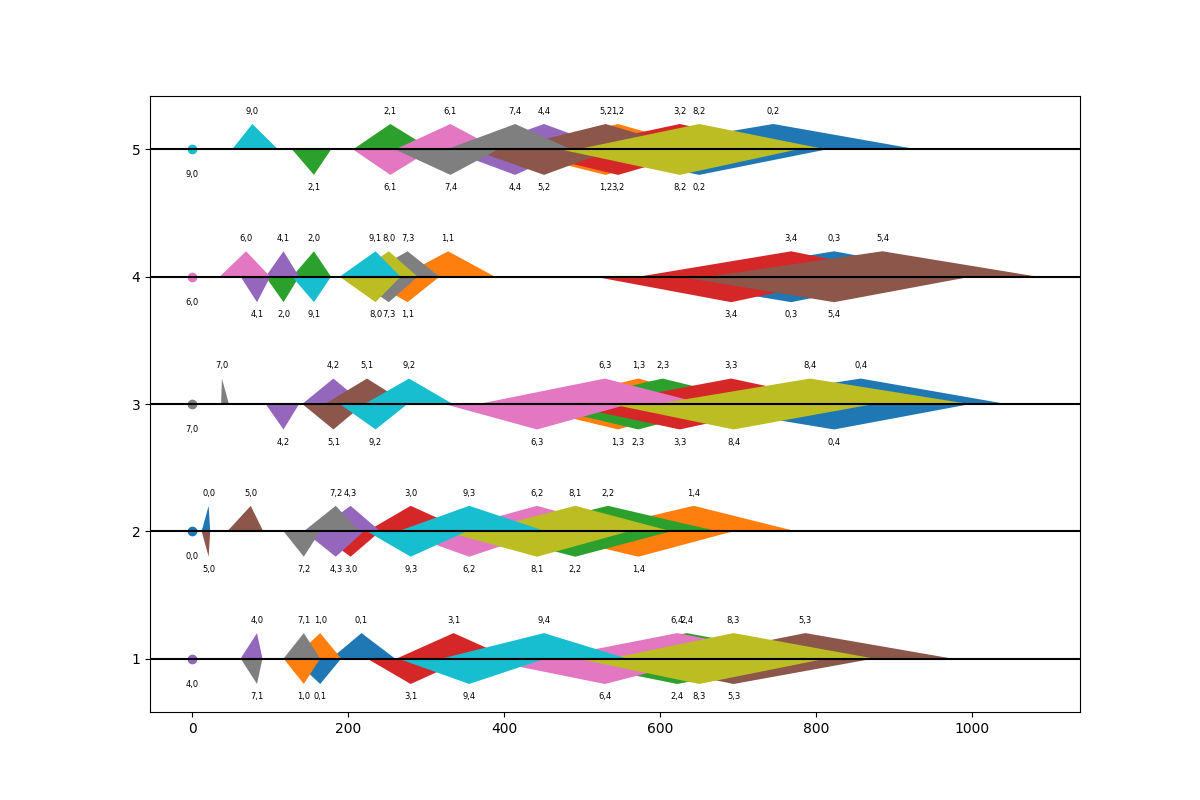 9,0 2,1 6,1 7,4 4,4 5,2 1,2 3,2 8,2 0,2
5
9,0 2,1 6,1 7,4 4,4 5,2 1,2 3,2 8,2 0,2
6,0 4,1 2,0 9,1 8,0 7,3 1,1 3,4 0,3 5,4
4
6,0 4,1 2,0 9,1 8,0 7,3 1,1 3,4 0,3 5,4
7,0 4,2 5,1 9,2 6,3 1,3 2,3 3,3 8,4 0,4
3
7,0 4,2 5,1 9,2 6,3 1,3 2,3 3,3 8,4 0,4
0,0 5,0 7,2 4,3 3,0 9,3 6,2 8,1 2,2 1,4
2
0,0 5,0 7,2 4,3 3,0 9,3 6,2 8,1 2,2 1,4
4,0 7,1 1,0 0,1 3,1 9,4 6,4 2,4 8,3 5,3
1
4,0 7,1 1,0 0,1 3,1 9,4 6,4 2,4 8,3 5,3
0 200 400 600 800 1000